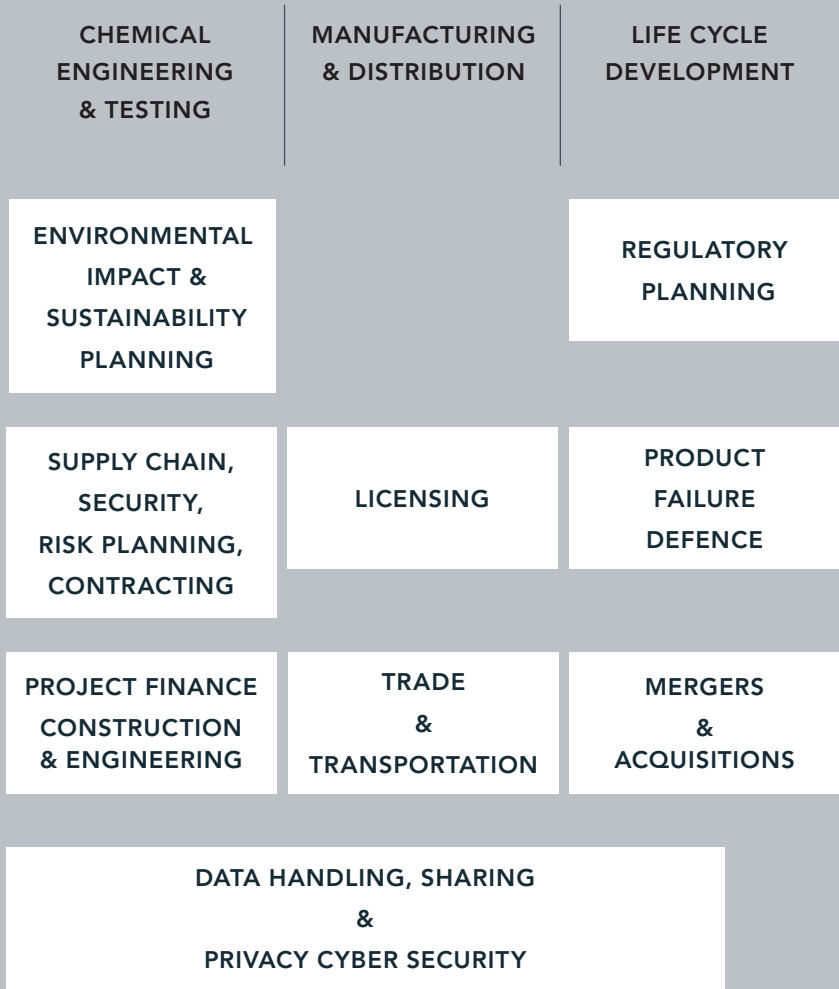 CHEMICAL
ENGINEERING
& TESTING
MANUFACTURING
& DISTRIBUTION
LIFE CYCLE
DEVELOPMENT
ENVIRONMENTAL
IMPACT &
SUSTAINABILITY
PLANNING
REGULATORY
PLANNING
SUPPLY CHAIN,
SECURITY,
RISK PLANNING,
CONTRACTING
LICENSING
PRODUCT
FAILURE
DEFENCE
PROJECT FINANCE
CONSTRUCTION
& ENGINEERING
TRADE
&
TRANSPORTATION
MERGERS
&
ACQUISITIONS
DATA HANDLING, SHARING
&
PRIVACY CYBER SECURITY